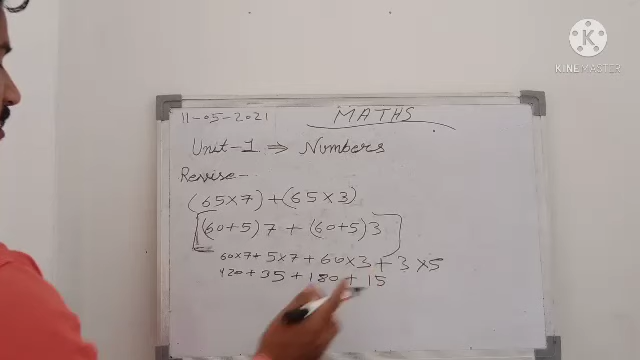 KINEMASTER
11-05-2021 MATHS
Unit-1 ⇒ Numbers
Revise-
(65×7)+(65×3)
[(60+5)7 + (60+5)3]
60×7+5×7+60×3+3×5
420+35+180+15